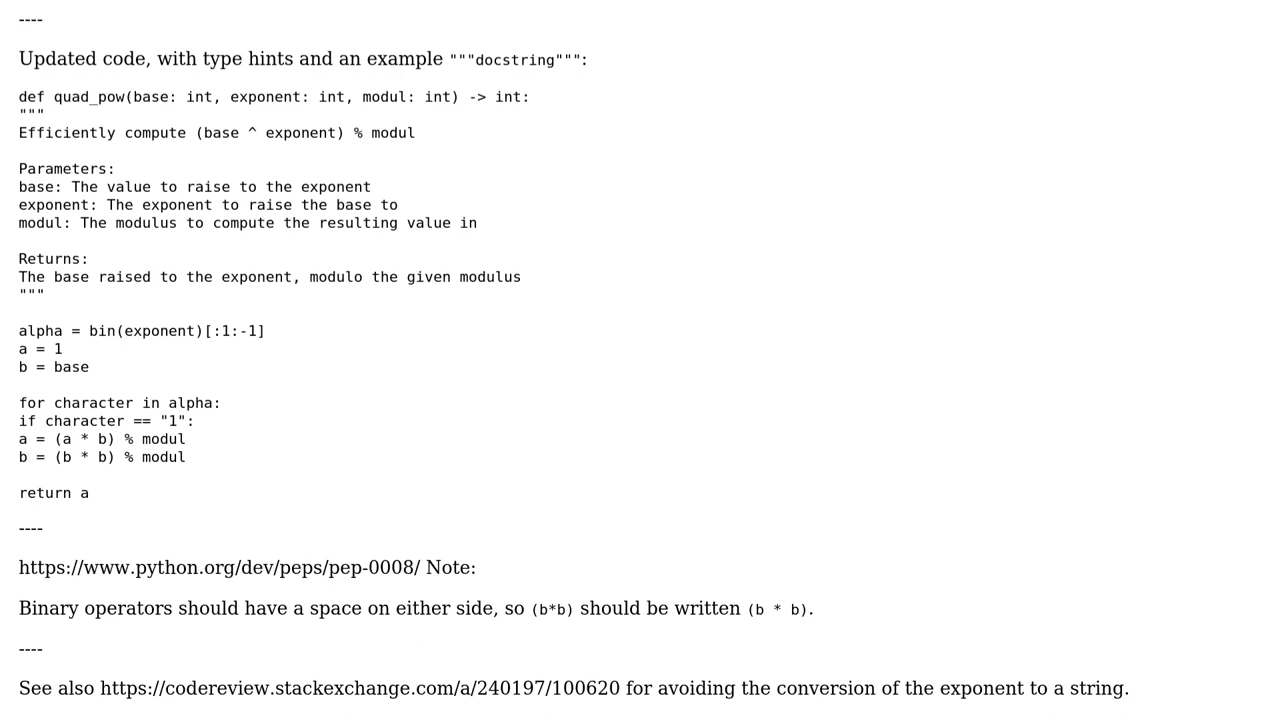 ----
Updated code, with type hints and an example """docstring""":
def quad_pow(base: int, exponent: int, modul: int) -> int:
"""
Efficiently compute (base ^ exponent) % modul
Parameters:
base: The value to raise to the exponent
exponent: The exponent to raise the base to
modul: The modulus to compute the resulting value in
Returns:
The base raised to the exponent, modulo the given modulus
"""
alpha = bin(exponent)[:1:-1]
a = 1
b = base
for character in alpha:
if character == "1":
a = (a * b) % modul
b = (b * b) % modul
return a
----
https://www.python.org/dev/peps/pep-0008/ Note:
Binary operators should have a space on either side, so (b*b) should be written (b * b).
----
See also https://codereview.stackexchange.com/a/240197/100620 for avoiding the conversion of the exponent to a string.